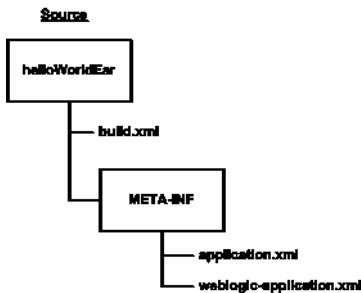 Source
helloWorldEar
build.xml
META-INF
application.xml
weblogic-application.xml